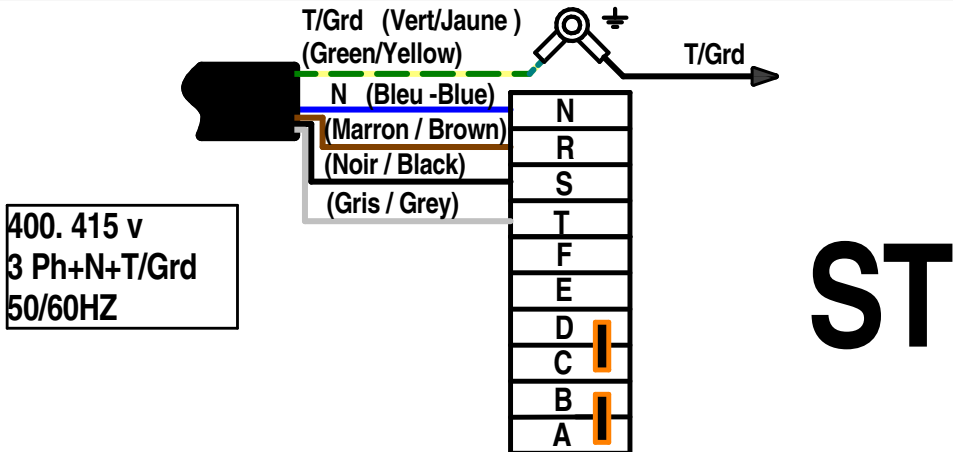 T/Grd (Vert/Jaune )
(Green/Yellow)
T/Grd
N (Bleu -Blue)
(Marron / Brown)
(Noir / Black)
(Gris / Grey)
N
R
S
T
F
E
D
C
B
A
400. 415 v
3 Ph+N+T/Grd
50/60HZ
ST